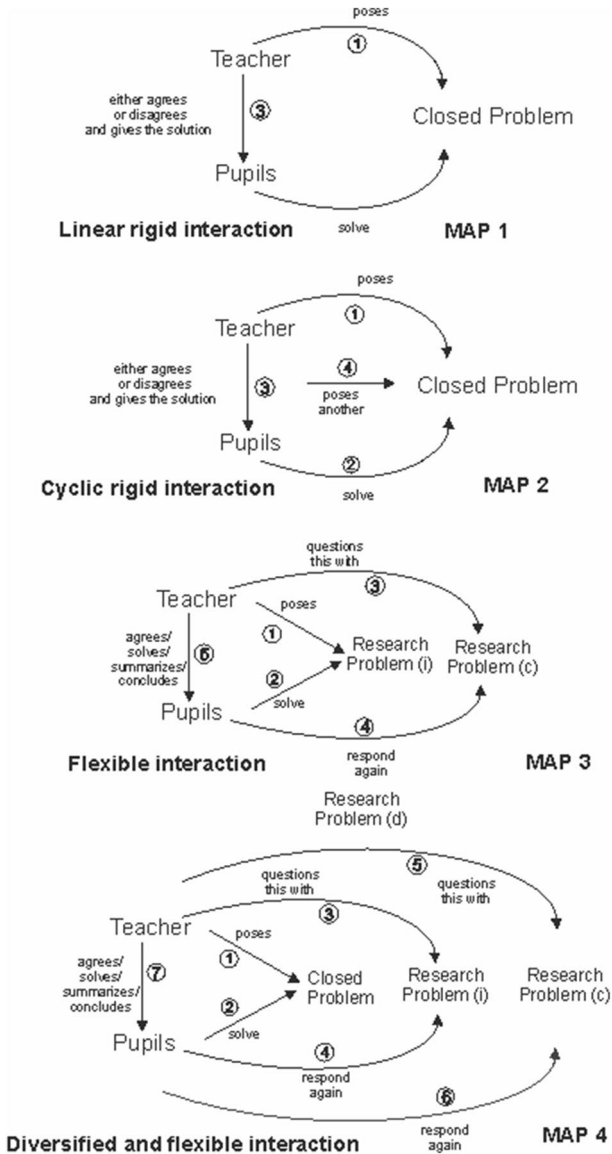 poses
①
Teacher
either agrees
or disagrees
and gives the solution
③
Closed Problem
Pupils
solve
Linear rigid interaction
MAP 1
poses
①
Teacher
④
either agrees
or disagrees
and gives the solution
③
poses
another
Closed Problem
Pupils
②
solve
Cyclic rigid interaction
MAP 2
questions
this with
③
Teacher
poses
①
agrees/
solves/
summarizes/
concludes
Research
Problem (i)
Research
Problem (c)
②
solve
Pupils
④
respond
again
Flexible interaction
MAP 3
Research
Problem (d)
⑤
questions
this with
questions
this with
③
Teacher
poses
①
agrees/
solves/
summarizes/
concludes
⑦
Closed
Problem
Research
Problem (i)
Research
Problem (c)
②
solve
Pupils
④
respond
again
⑥
respond
again
Diversified and flexible interaction
MAP 4